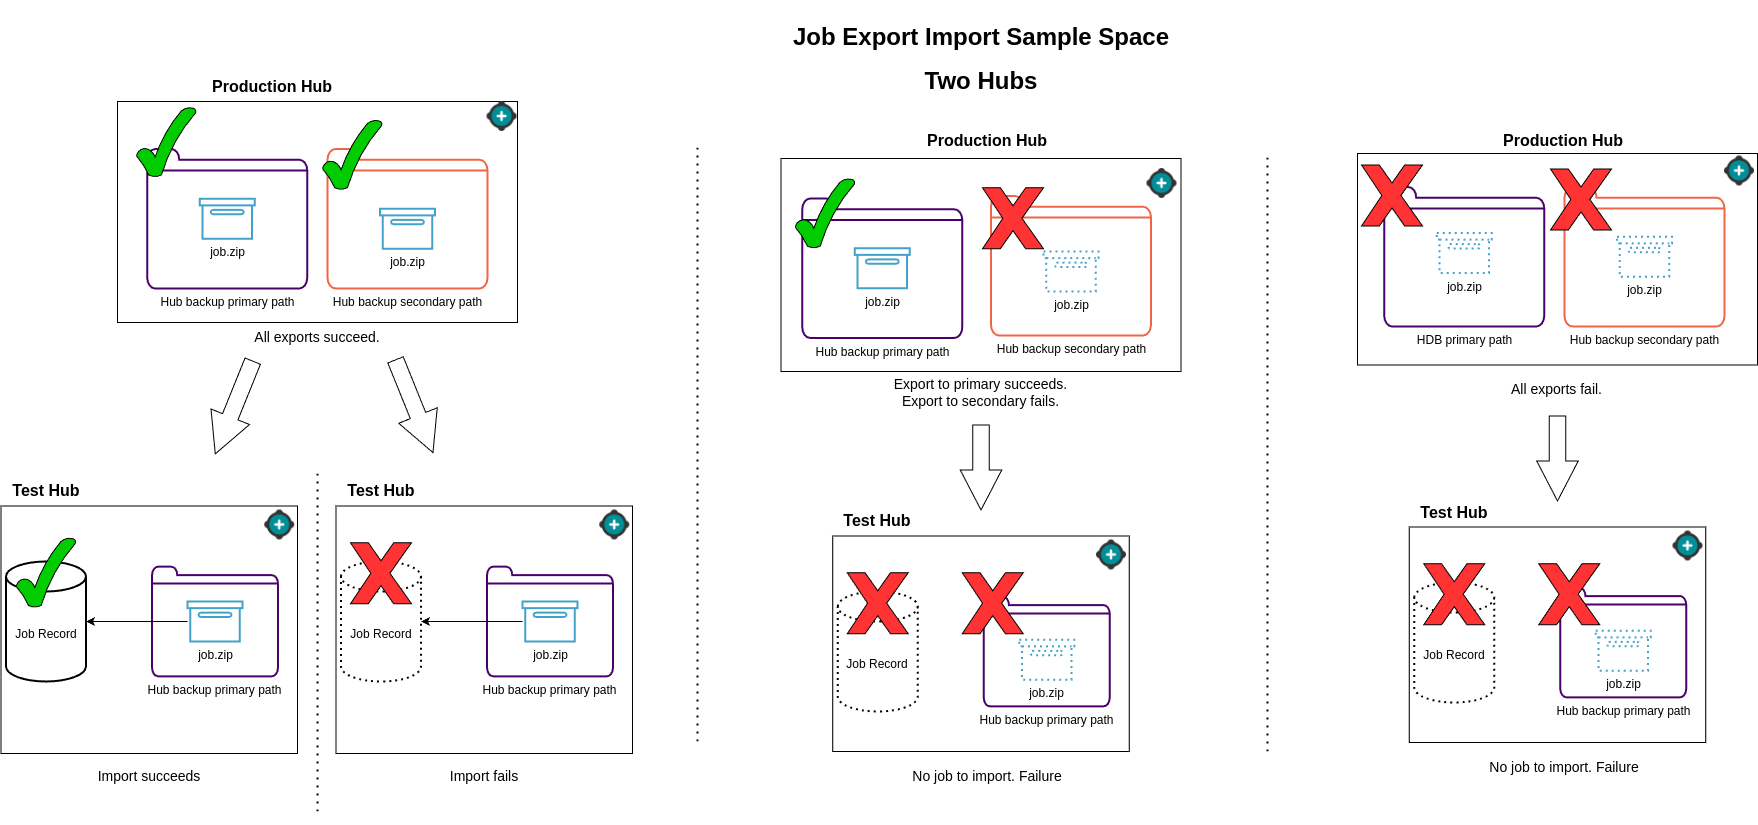 Job Export Import Sample Space
Two Hubs
Production Hub
job.zip
job.zip
Hub backup primary path
Hub backup secondary path
All exports succeed.
Test Hub
Job Record
job.zip
Hub backup primary path
Import succeeds
Test Hub
Job Record
job.zip
Hub backup primary path
Import fails
Production Hub
job.zip
job.zip
Hub backup primary path
Hub backup secondary path
Export to primary succeeds.
Export to secondary fails.
Test Hub
Job Record
job.zip
Hub backup primary path
No job to import. Failure
Production Hub
job.zip
job.zip
HDB primary path
Hub backup secondary path
All exports fail.
Test Hub
Job Record
job.zip
Hub backup primary path
No job to import. Failure